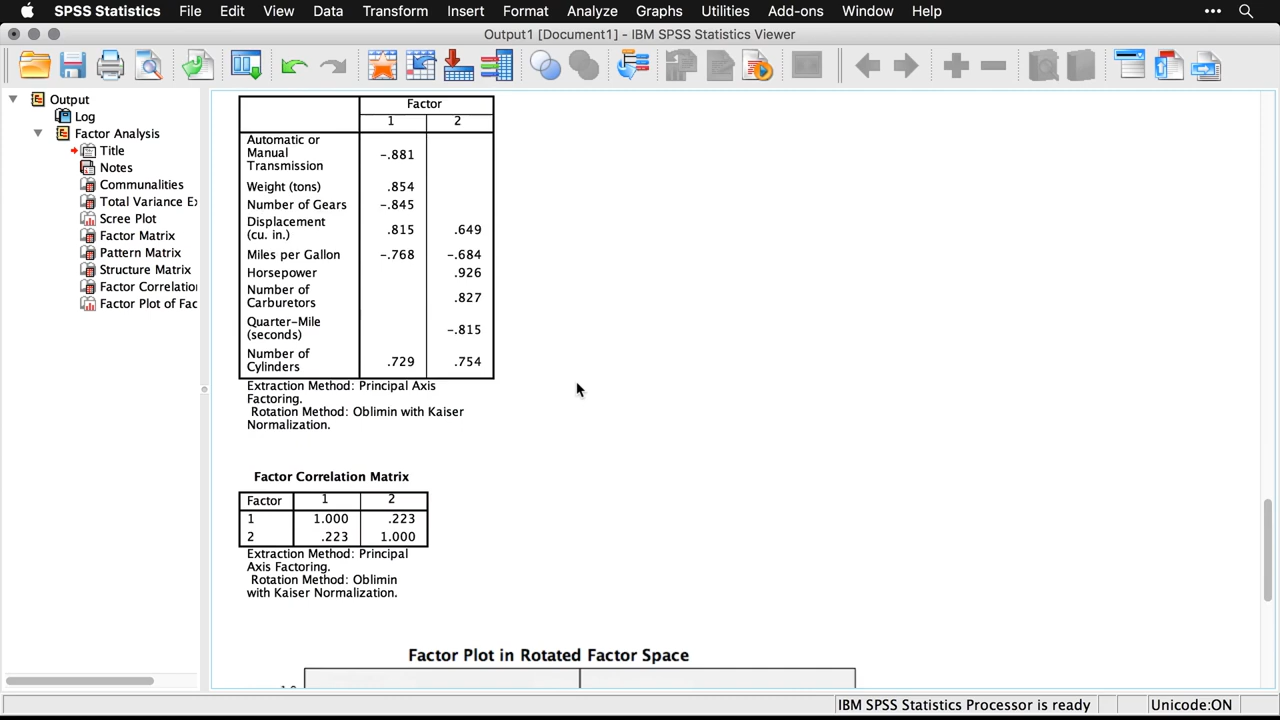 SPSS Statistics File Edit View Data Transform Insert Format Analyze Graphs Utilities Add-ons Window Help
Output1 [Document1] - IBM SPSS Statistics Viewer
Output
Log
Factor Analysis
Title
Notes
Communalities
Total Variance Ex
Scree Plot
Factor Matrix
Pattern Matrix
Structure Matrix
Factor Correlation
Factor Plot of Fac
Factor
1 2
Automatic or
Manual
Transmission -.881
Weight (tons) .854
Number of Gears -.845
Displacement
(cu. in.) .815 .649
Miles per Gallon -.768 -.684
Horsepower .926
Number of
Carburetors .827
Quarter-Mile
(seconds) -.815
Number of
Cylinders .729 .754
Extraction Method: Principal Axis
Factoring.
Rotation Method: Oblimin with Kaiser
Normalization.
Factor Correlation Matrix
Factor 1 2
1 1.000 .223
2 .223 1.000
Extraction Method: Principal
Axis Factoring.
Rotation Method: Oblimin
with Kaiser Normalization.
Factor Plot in Rotated Factor Space
IBM SPSS Statistics Processor is ready Unicode:ON